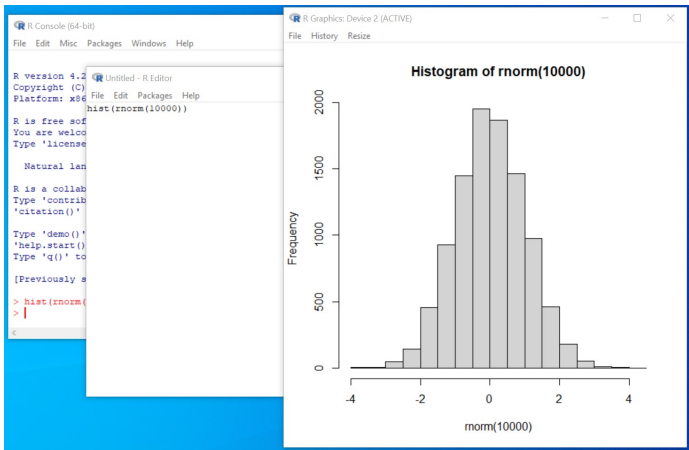 R Console (64-bit)
File Edit Misc Packages Windows Help
R version 4.2
Copyright (C)
Platform: x86
R is free sof
You are welco
Type 'license
Natural lan
R is a collab
Type 'contrib
'citation()'
Type 'demo()'
'help.start()
Type 'q()' to
[Previously s
> hist(rnorm(
>
Untitled - R Editor
File Edit Packages Help
hist(rnorm(10000))
R Graphics: Device 2 (ACTIVE)
File History Resize
Histogram of rnorm(10000)
Frequency
2000
1500
1000
500
0
-4 -2 0 2 4
rnorm(10000)